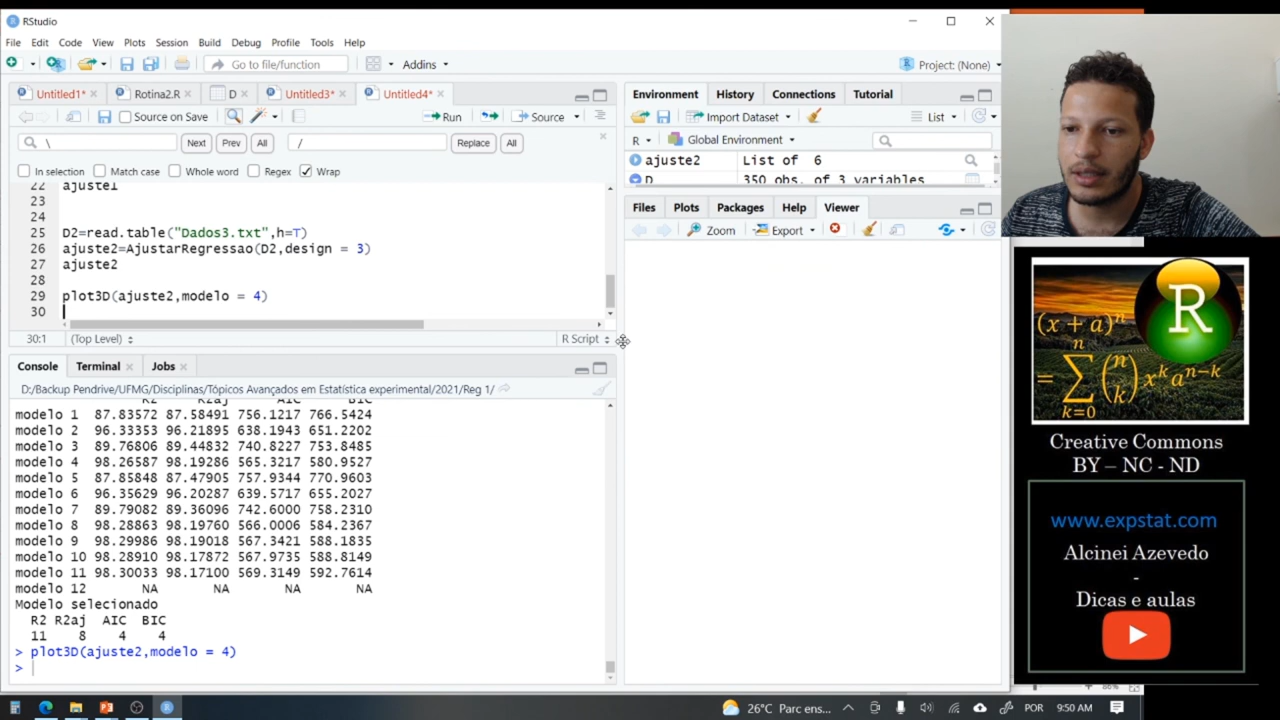 RStudio
File Edit Code View Plots Session Build Debug Profile Tools Help
Go to file/function Addins Project: (None)
Untitled1* Rotina2.R D Untitled3* Untitled4*
Source on Save Run Source
\ Next Prev All / Replace All
In selection Match case Whole word Regex Wrap
22 ajuste1
23
24
25 D2=read.table("Dados3.txt",h=T)
26 ajuste2=AjustarRegressao(D2,design = 3)
27 ajuste2
28
29 plot3D(ajuste2,modelo = 4)
30
30:1 (Top Level) R Script
Console Terminal Jobs
D:/Backup Pendrive/UFMG/Disciplinas/Tópicos Avançados em Estatística experimental/2021/Reg 1/
R2 R2aj AIC BIC
modelo 1 87.83572 87.58491 756.1217 766.5424
modelo 2 96.33353 96.21895 638.1943 651.2202
modelo 3 89.76806 89.44832 740.8227 753.8485
modelo 4 98.26587 98.19286 565.3217 580.9527
modelo 5 87.85848 87.47905 757.9344 770.9603
modelo 6 96.35629 96.20287 639.5717 655.2027
modelo 7 89.79082 89.36096 742.6000 758.2310
modelo 8 98.28863 98.19760 566.0006 584.2367
modelo 9 98.29986 98.19018 567.3421 588.1835
modelo 10 98.28910 98.17872 567.9735 588.8149
modelo 11 98.30033 98.17100 569.3149 592.7614
modelo 12 NA NA NA NA
Modelo selecionado
R2 R2aj AIC BIC
11 8 4 4
> plot3D(ajuste2,modelo = 4)
>
Environment History Connections Tutorial
Import Dataset List
R Global Environment
ajuste2 List of 6
D 350 obs. of 3 variables
Files Plots Packages Help Viewer
Zoom Export
(x + a)^n
= ∑ n k=0 (n k) x^k a^{n-k}
R
Creative Commons
BY – NC - ND
www.expstat.com
Alcinei Azevedo
-
Dicas e aulas
86%
26°C Parc ens... POR 9:50 AM